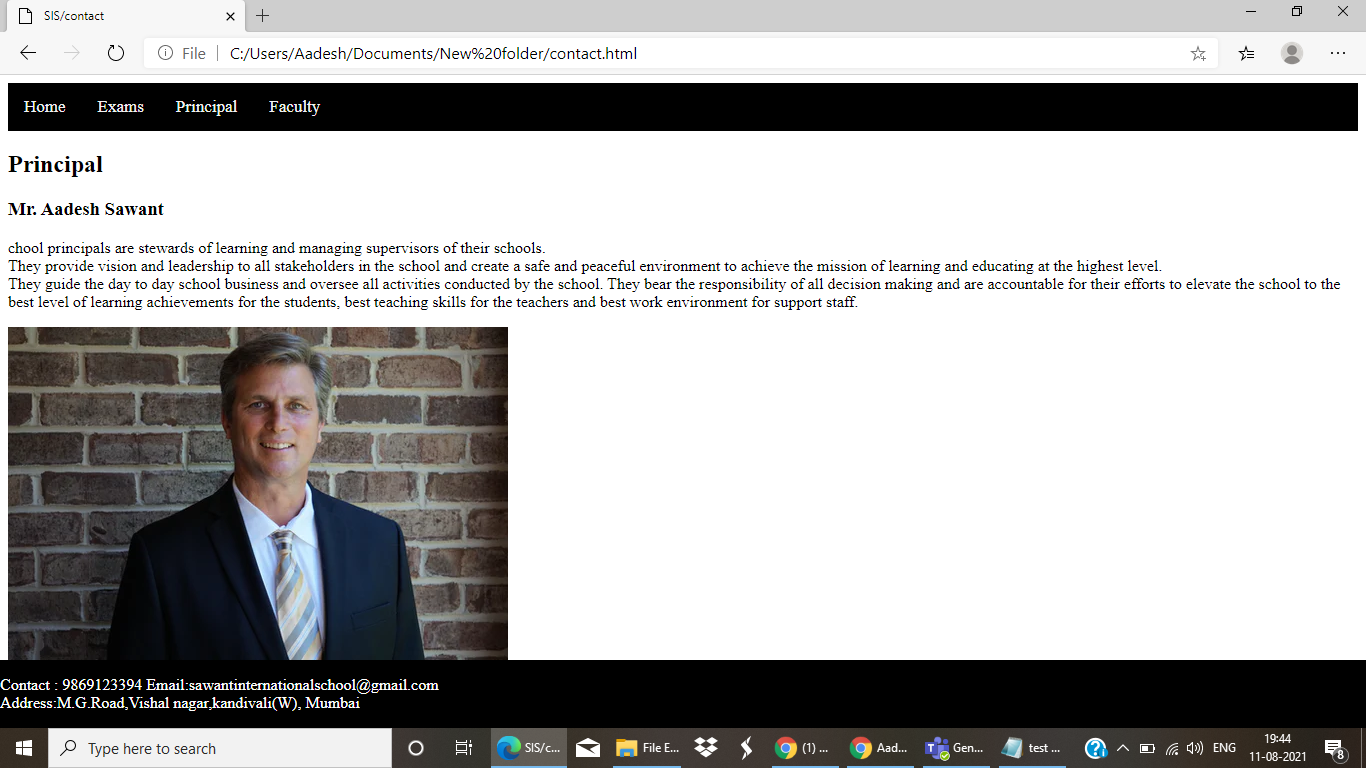 SIS/contact
File
C:/Users/Aadesh/Documents/New%20folder/contact.html
Home Exams Principal Faculty
Principal
Mr. Aadesh Sawant
chool principals are stewards of learning and managing supervisors of their schools.
They provide vision and leadership to all stakeholders in the school and create a safe and peaceful environment to achieve the mission of learning and educating at the highest level.
They guide the day to day school business and oversee all activities conducted by the school. They bear the responsibility of all decision making and are accountable for their efforts to elevate the school to the
best level of learning achievements for the students, best teaching skills for the teachers and best work environment for support staff.
Contact : 9869123394 Email:sawantinternationalschool@gmail.com
Address:M.G.Road,Vishal nagar,kandivali(W), Mumbai
Type here to search
SIS/c...
File E...
(1) ...
Aad...
Gen...
test ...
ENG
19:44
11-08-2021
8